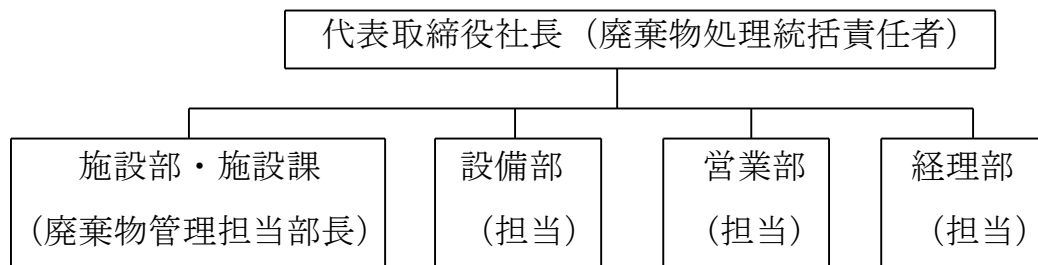 代表取締役社長（廃棄物処理統括責任者）
施設部・施設課
（廃棄物管理担当部長）
設備部
（担当）
営業部
（担当）
経理部
（担当）